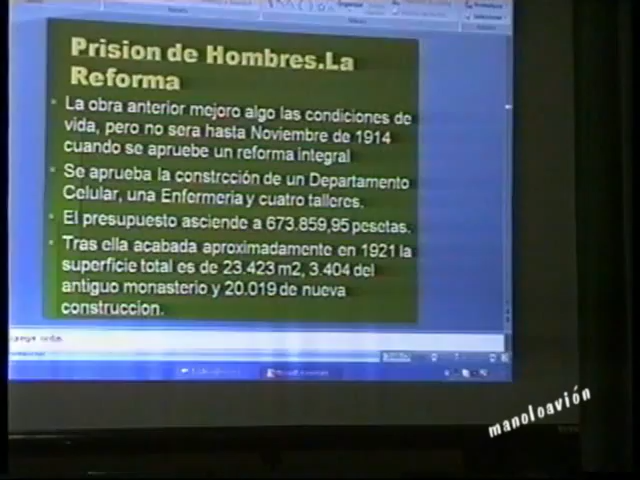 Prision de Hombres.La
Reforma
La obra anterior mejoro algo las condiciones de
vida, pero no sera hasta Noviembre de 1914
cuando se apruebe un reforma integral
Se aprueba la constrcción de un Departamento
Celular, una Enfermeria y cuatro talleres.
El presupuesto asciende a 673.859,95 pesetas.
Tras ella acabada aproximadamente en 1921 la
superficie total es de 23.423 m2, 3.404 del
antiguo monasterio y 20.019 de nueva
construccion.
manoloavión